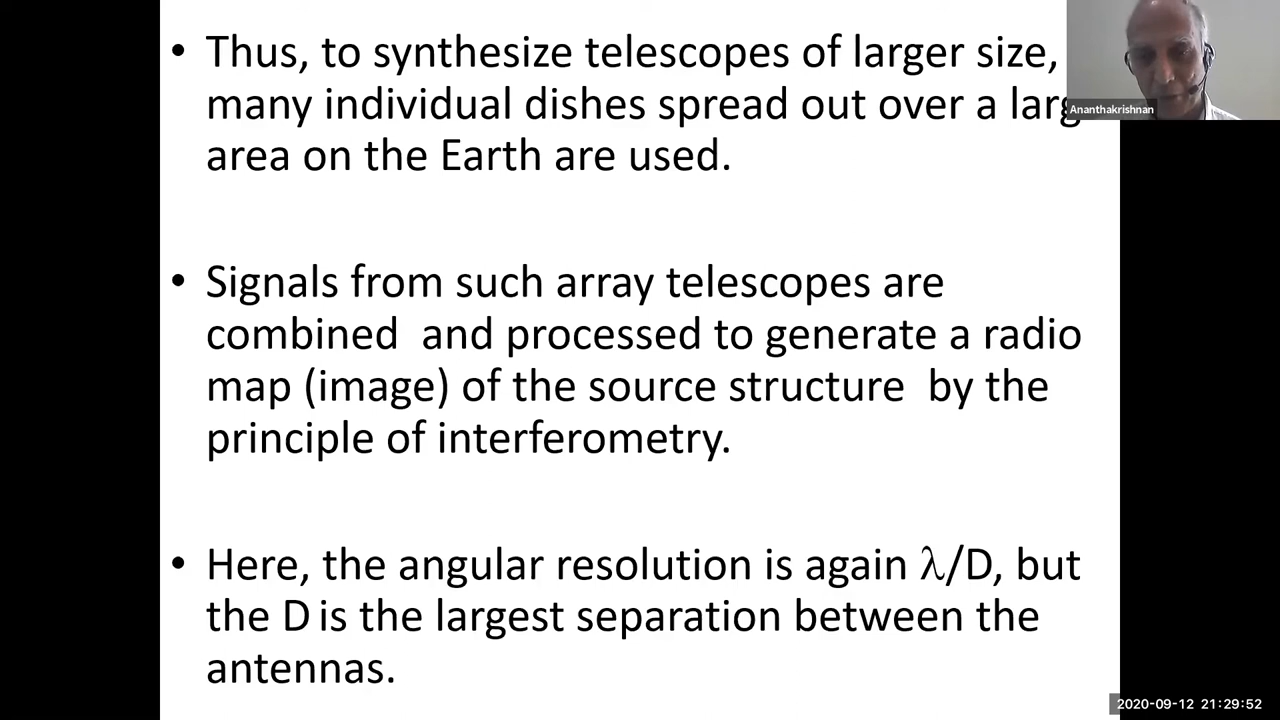 • Thus, to synthesize telescopes of larger size,
many individual dishes spread out over a larg
area on the Earth are used.
• Signals from such array telescopes are
combined and processed to generate a radio
map (image) of the source structure by the
principle of interferometry.
• Here, the angular resolution is again λ/D, but
the D is the largest separation between the
antennas.
Ananthakrishnan
2020-09-12 21:29:52